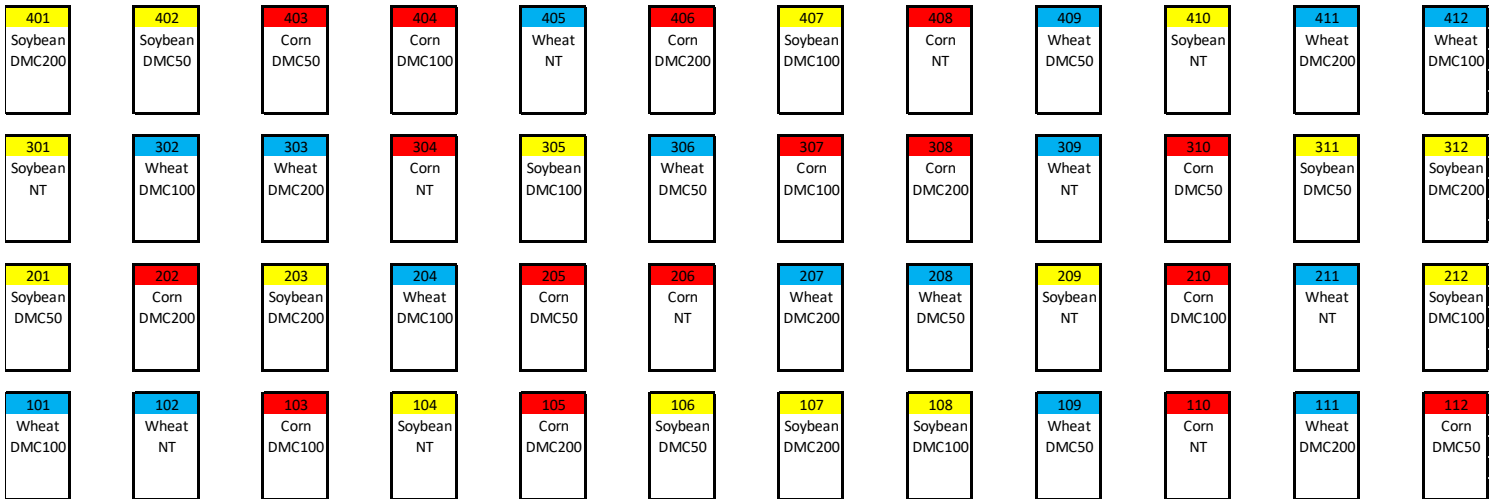 401 402 403 404 405 406 407 408 409 410 411 412
Soybean Soybean Corn Corn Wheat Corn Soybean Corn Wheat Soybean Wheat Wheat
DMC200 DMC50 DMC50 DMC100 NT DMC200 DMC100 NT DMC50 NT DMC200 DMC100
301 302 303 304 305 306 307 308 309 310 311 312
Soybean Wheat Wheat Corn Soybean Wheat Corn Corn Wheat Corn Soybean Soybean
NT DMC100 DMC200 NT DMC100 DMC50 DMC100 DMC200 NT DMC50 DMC50 DMC200
201 202 203 204 205 206 207 208 209 210 211 212
Soybean Corn Soybean Wheat Corn Corn Wheat Wheat Soybean Corn Wheat Soybean
DMC50 DMC200 DMC200 DMC100 DMC50 NT DMC200 DMC50 NT DMC100 NT DMC100
101 102 103 104 105 106 107 108 109 110 111 112
Wheat Wheat Corn Soybean Corn Soybean Soybean Soybean Wheat Corn Wheat Corn
DMC100 NT DMC100 NT DMC200 DMC50 DMC200 DMC100 DMC50 NT DMC200 DMC50